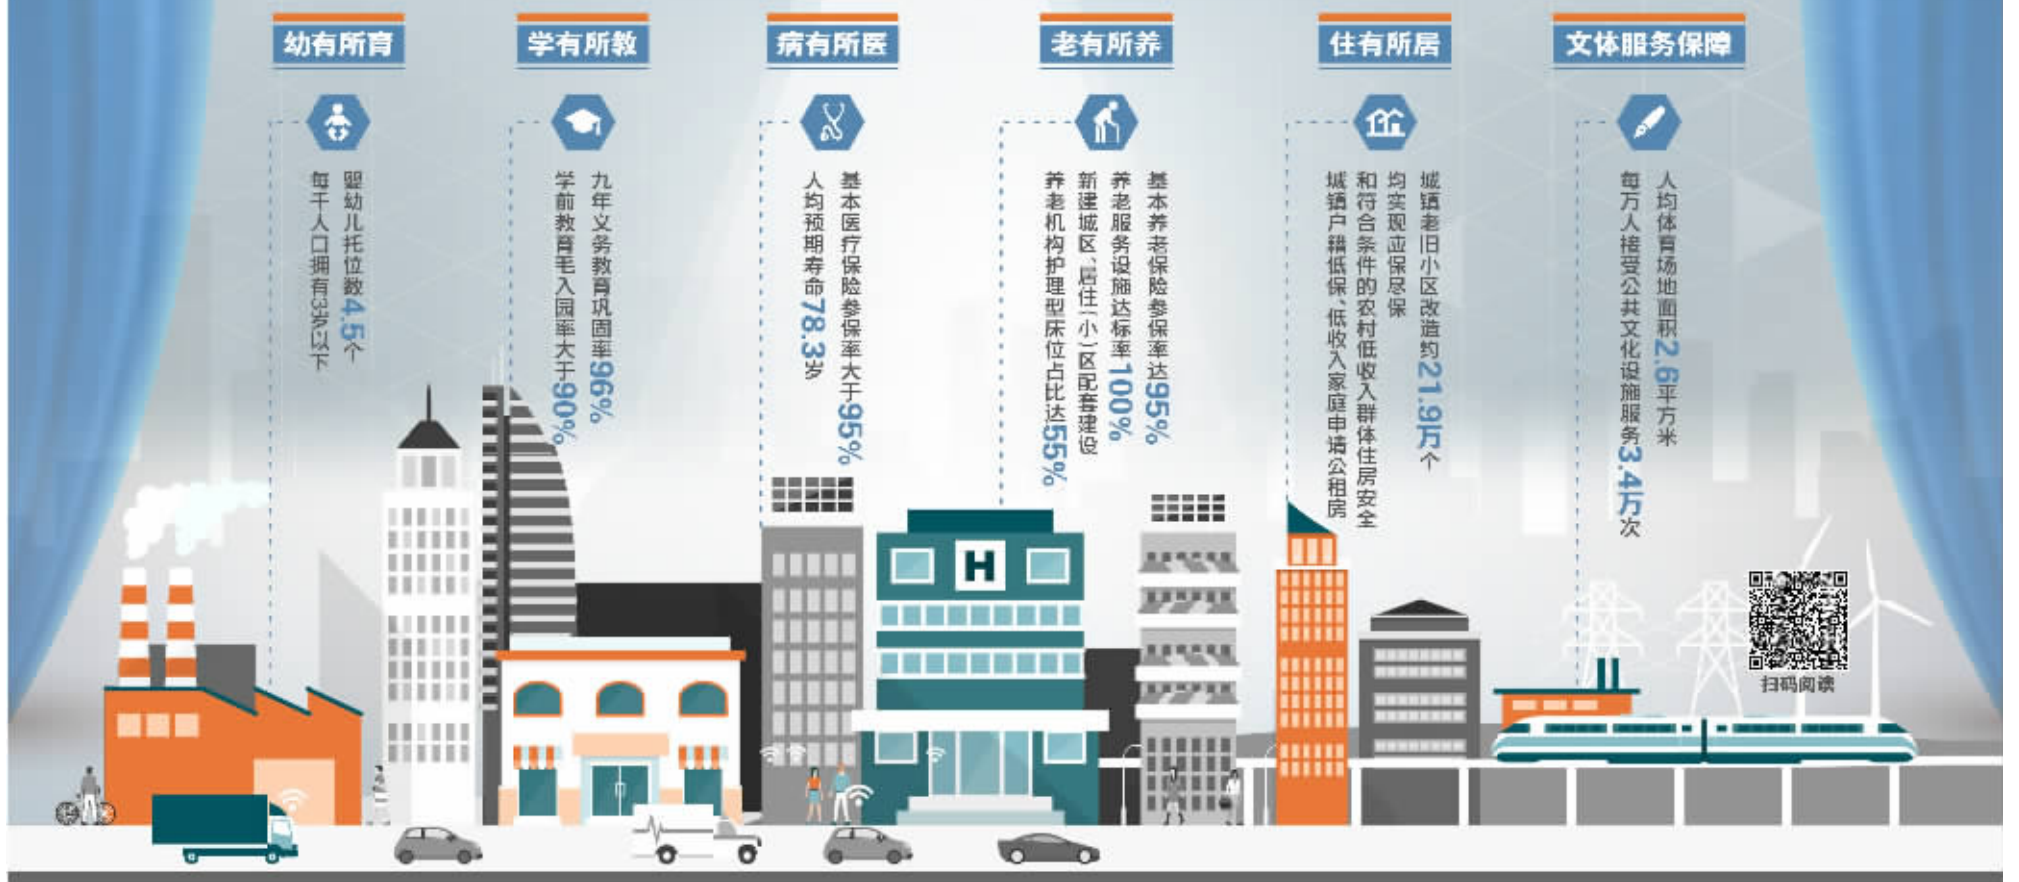 幼有所育
每千人口拥有3岁以下
婴幼儿托位数4.5个
学有所教
学前教育毛入园率大于90%
九年义务教育巩固率96%
病有所医
人均预期寿命78.3岁
基本医疗保险参保率大于95%
老有所养
养老机构护理型床位占比达55%
新建城区、居住(小)区配套建设
养老服务设施达标率100%
基本养老保险参保率达95%
住有所居
城镇户籍低保、低收入家庭申请公租房
和符合条件的农村低收入群体住房安全
均实现应保尽保
城镇老旧小区改造约21.9万个
文体服务保障
每万人接受公共文化设施服务3.4万次
人均体育场地面积2.6平方米
H
扫码阅读